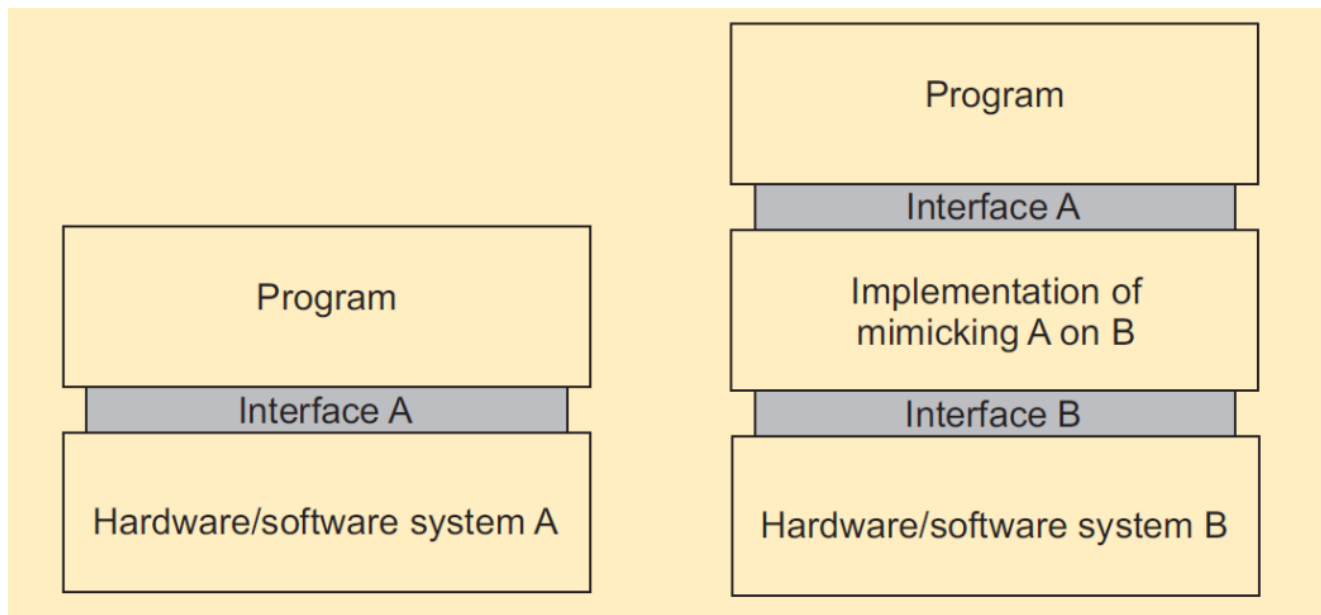 Program
Interface A
Hardware/software system A
Program
Interface A
Implementation of
mimicking A on B
Interface B
Hardware/software system B